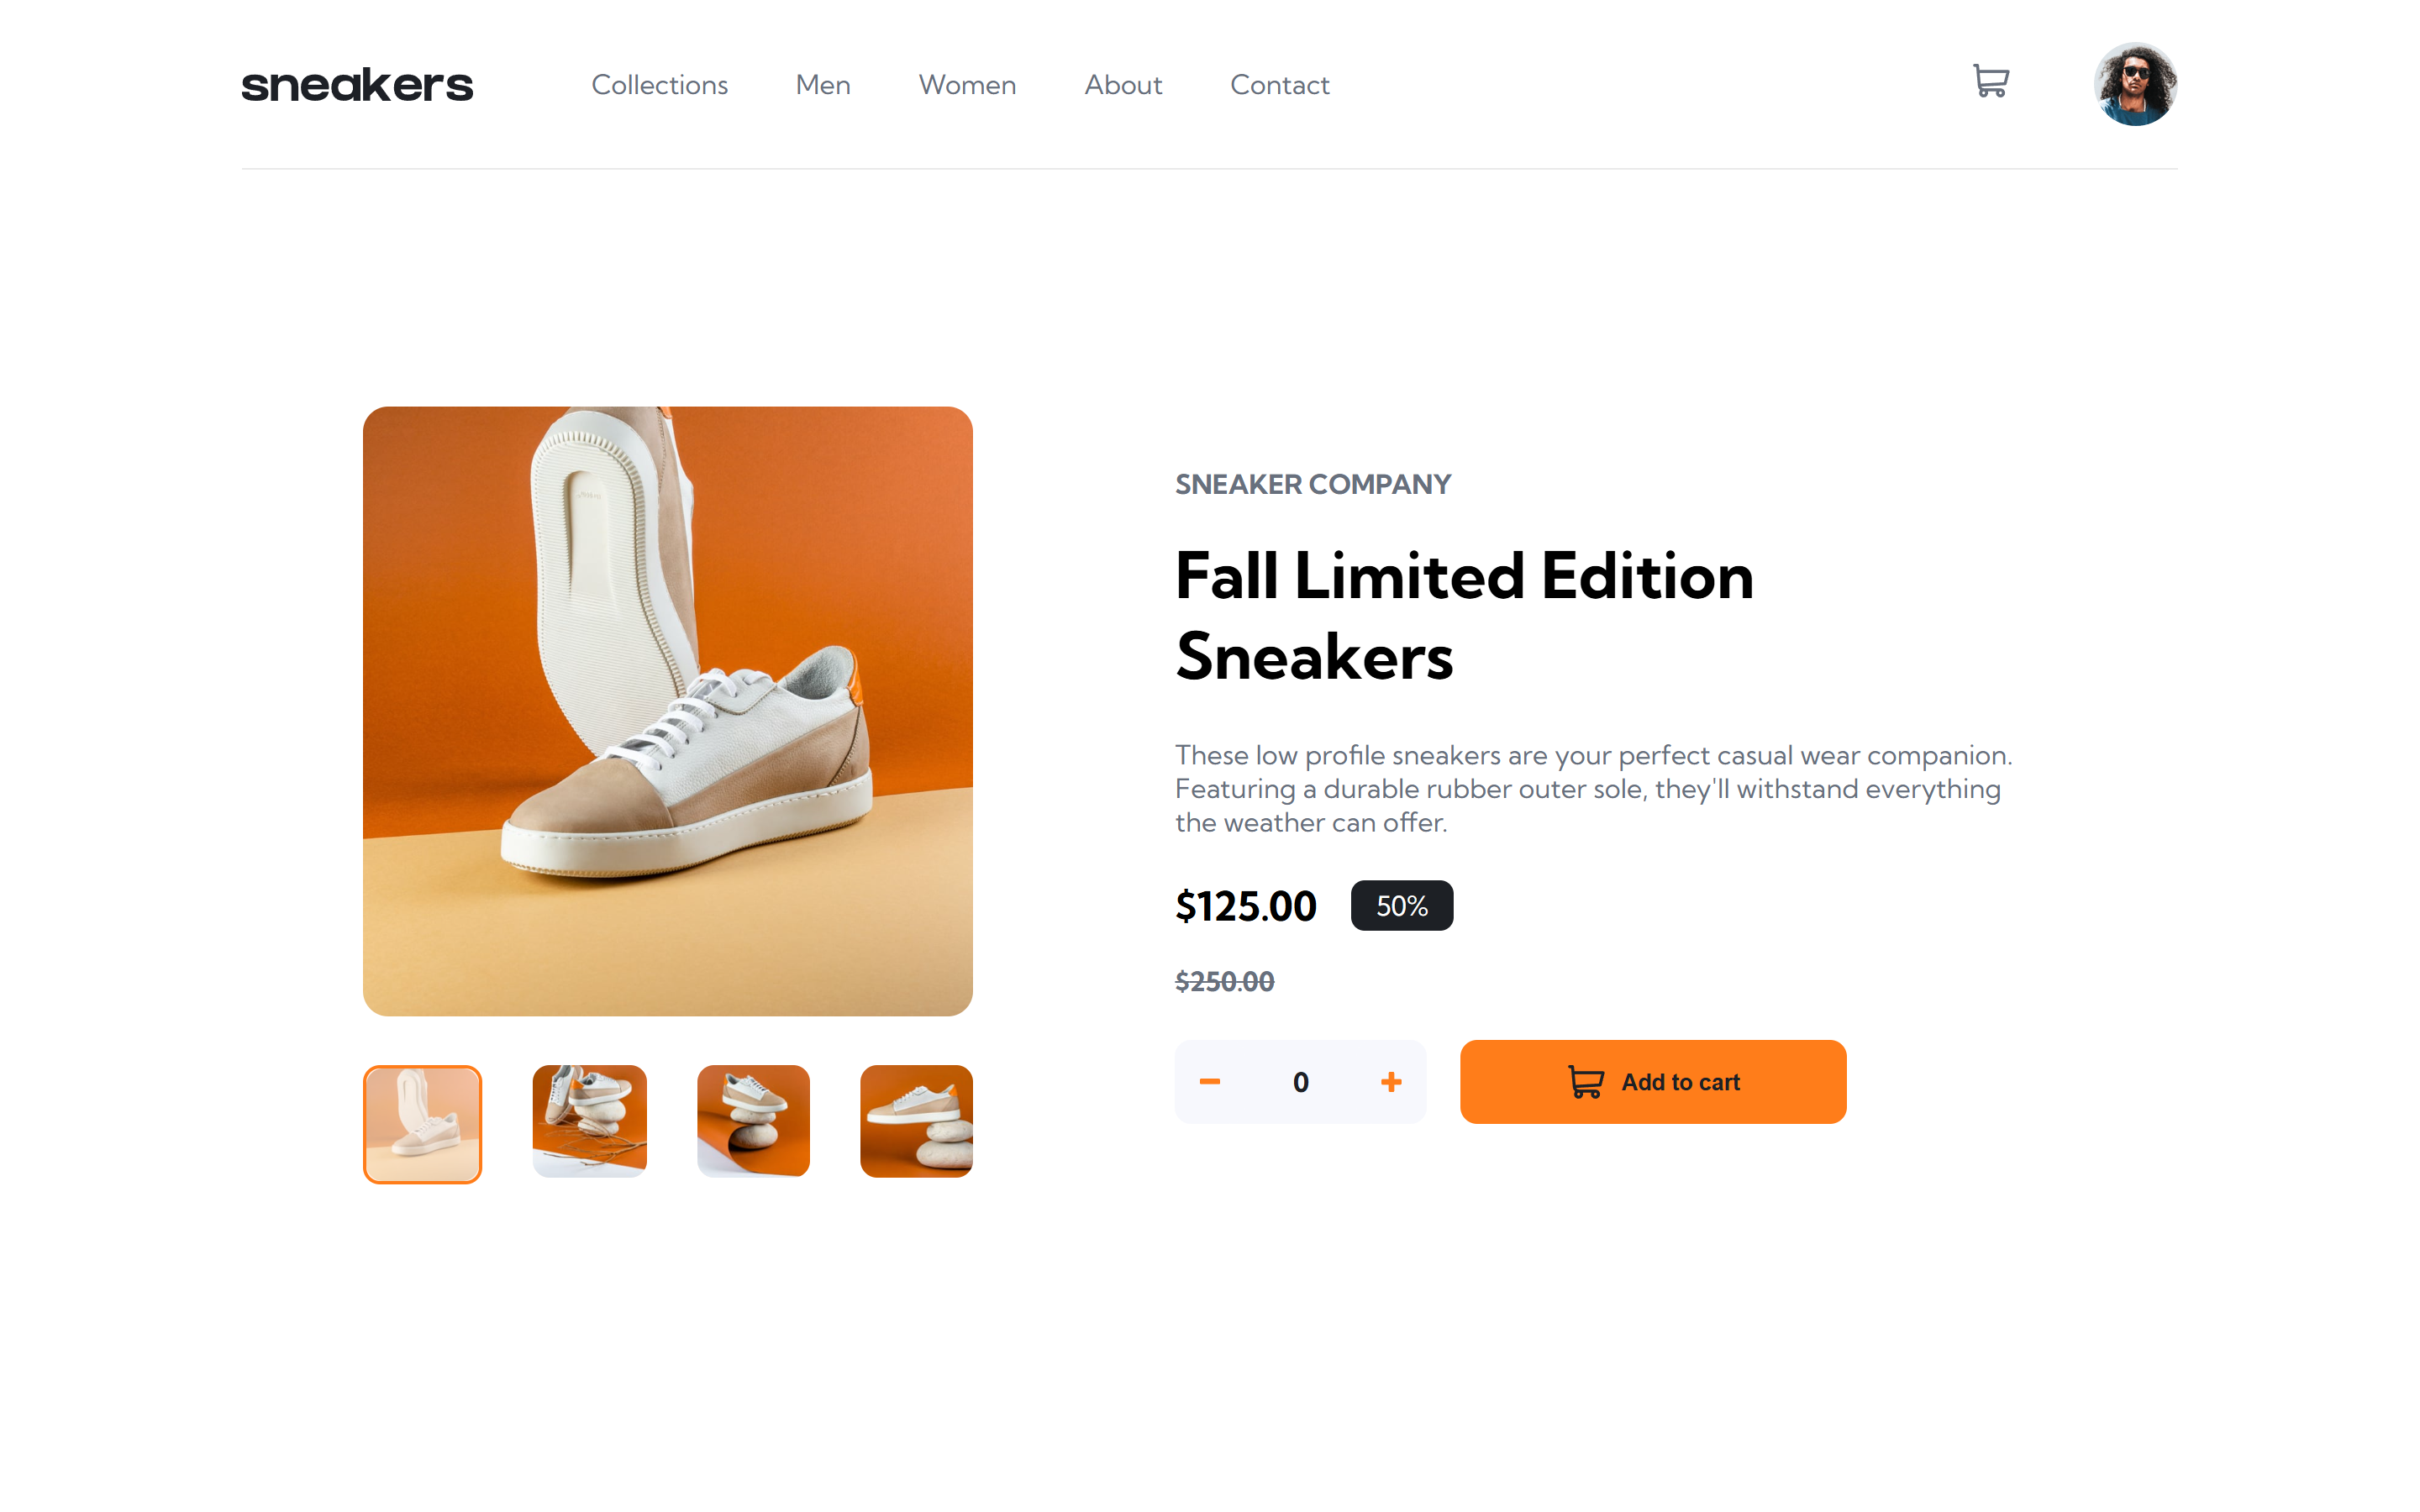 sneakers
Collections
Men
Women
About
Contact
SNEAKER COMPANY
Fall Limited Edition
Sneakers
These low profile sneakers are your perfect casual wear companion.
Featuring a durable rubber outer sole, they'll withstand everything
the weather can offer.
$125.00
50%
$250.00
0
Add to cart